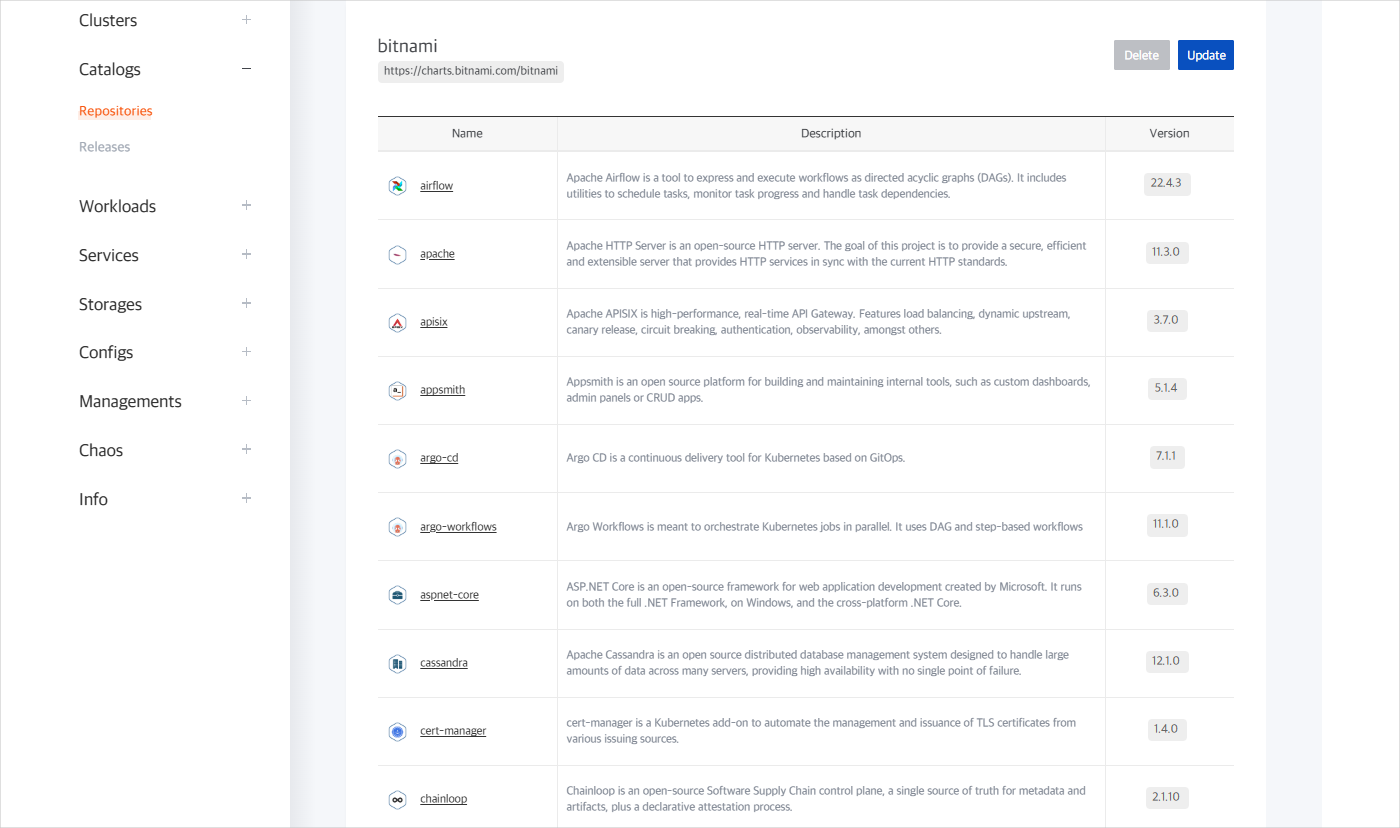 Clusters
Catalogs
Repositories
Releases
Workloads
Services
Storages
Configs
Managements
Chaos
Info
bitnami
https://charts.bitnami.com/bitnami
Delete
Update
Name
Description
Version
airflow
Apache Airflow is a tool to express and execute workflows as directed acyclic graphs (DAGs). It includes
utilities to schedule tasks, monitor task progress and handle task dependencies.
22.4.3
apache
Apache HTTP Server is an open-source HTTP server. The goal of this project is to provide a secure, efficient
and extensible server that provides HTTP services in sync with the current HTTP standards.
11.3.0
apisix
Apache APISIX is high-performance, real-time API Gateway. Features load balancing, dynamic upstream,
canary release, circuit breaking, authentication, observability, amongst others.
3.7.0
appsmith
Appsmith is an open source platform for building and maintaining internal tools, such as custom dashboards,
admin panels or CRUD apps.
5.1.4
argo-cd
Argo CD is a continuous delivery tool for Kubernetes based on GitOps.
7.1.1
argo-workflows
Argo Workflows is meant to orchestrate Kubernetes jobs in parallel. It uses DAG and step-based workflows
11.1.0
aspnet-core
ASP.NET Core is an open-source framework for web application development created by Microsoft. It runs
on both the full .NET Framework, on Windows, and the cross-platform .NET Core.
6.3.0
cassandra
Apache Cassandra is an open source distributed database management system designed to handle large
amounts of data across many servers, providing high availability with no single point of failure.
12.1.0
cert-manager
cert-manager is a Kubernetes add-on to automate the management and issuance of TLS certificates from
various issuing sources.
1.4.0
chainloop
Chainloop is an open-source Software Supply Chain control plane, a single source of truth for metadata and
artifacts, plus a declarative attestation process.
2.1.10